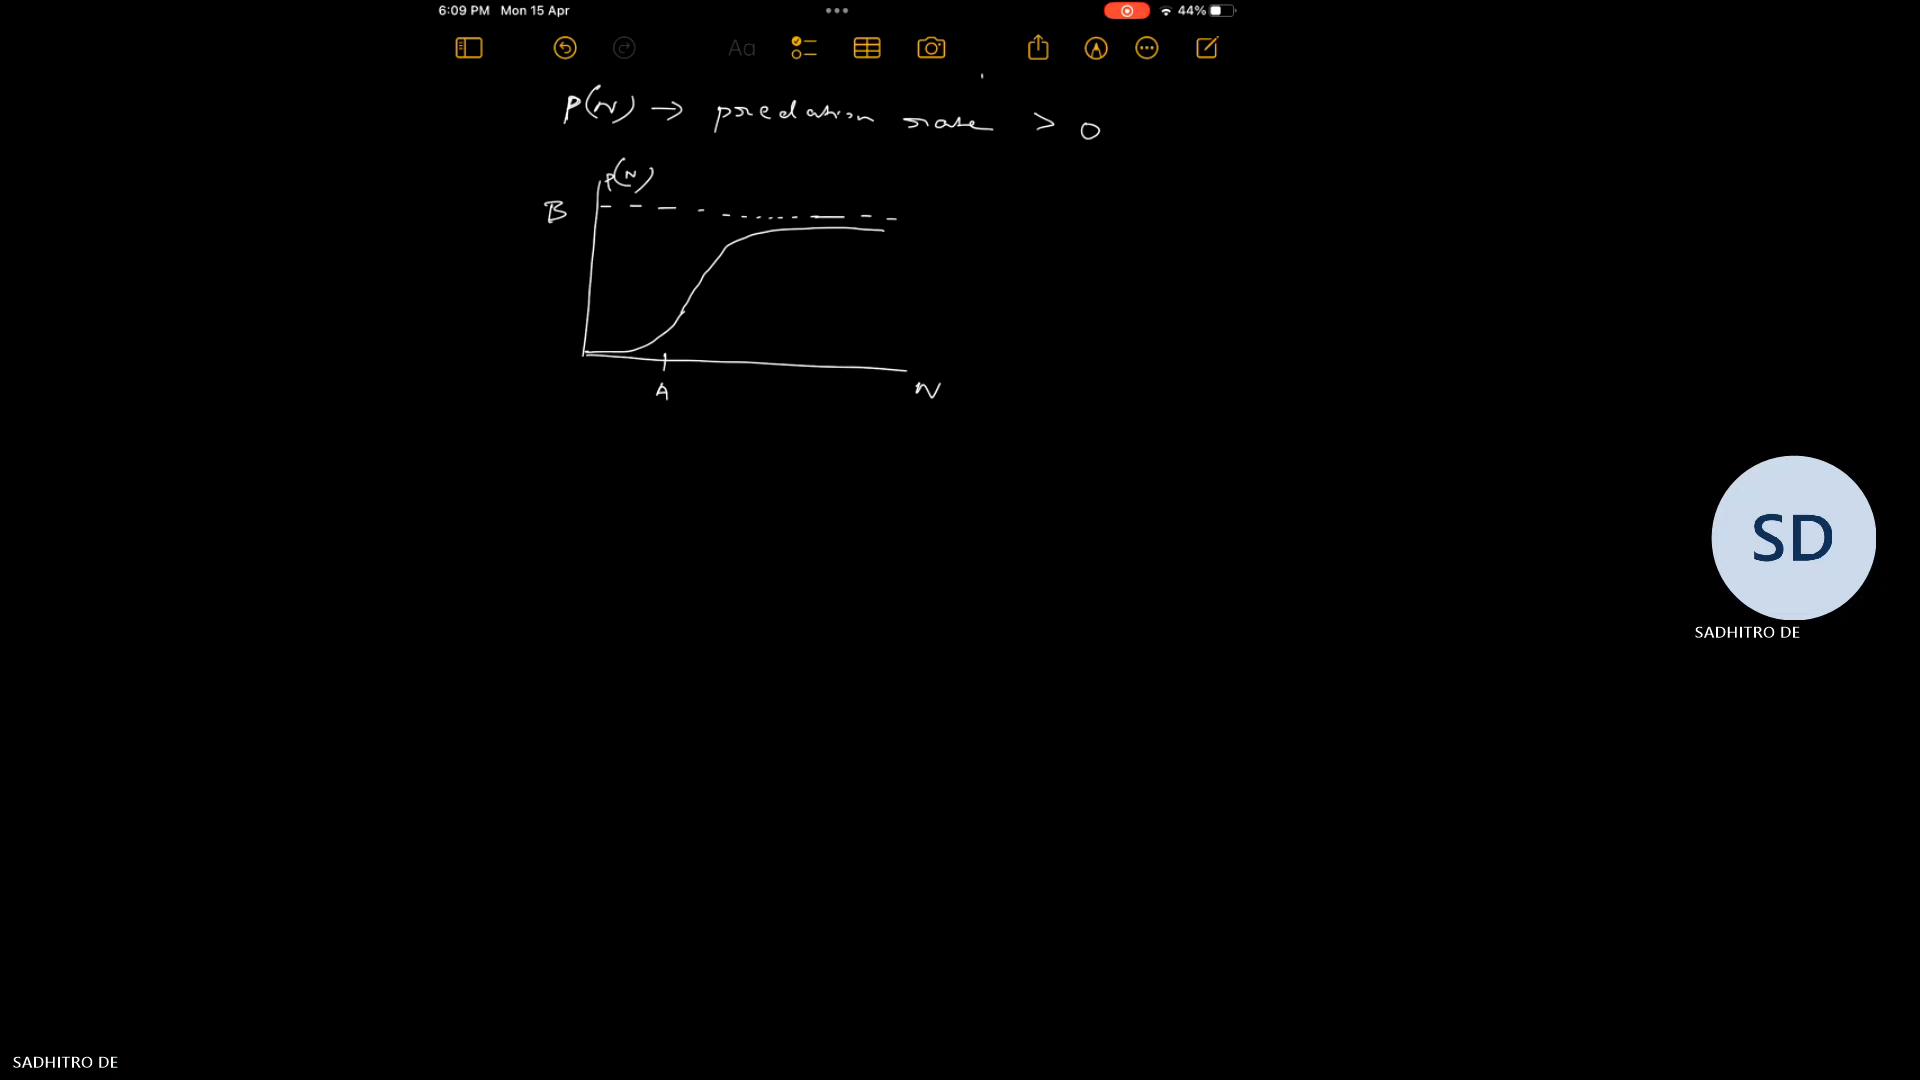 6:09 PM Mon 15 Apr
44%
Aa
P(N) → predation rate > 0
P(N)
B
A
N
SD
SADHITRO DE
SADHITRO DE